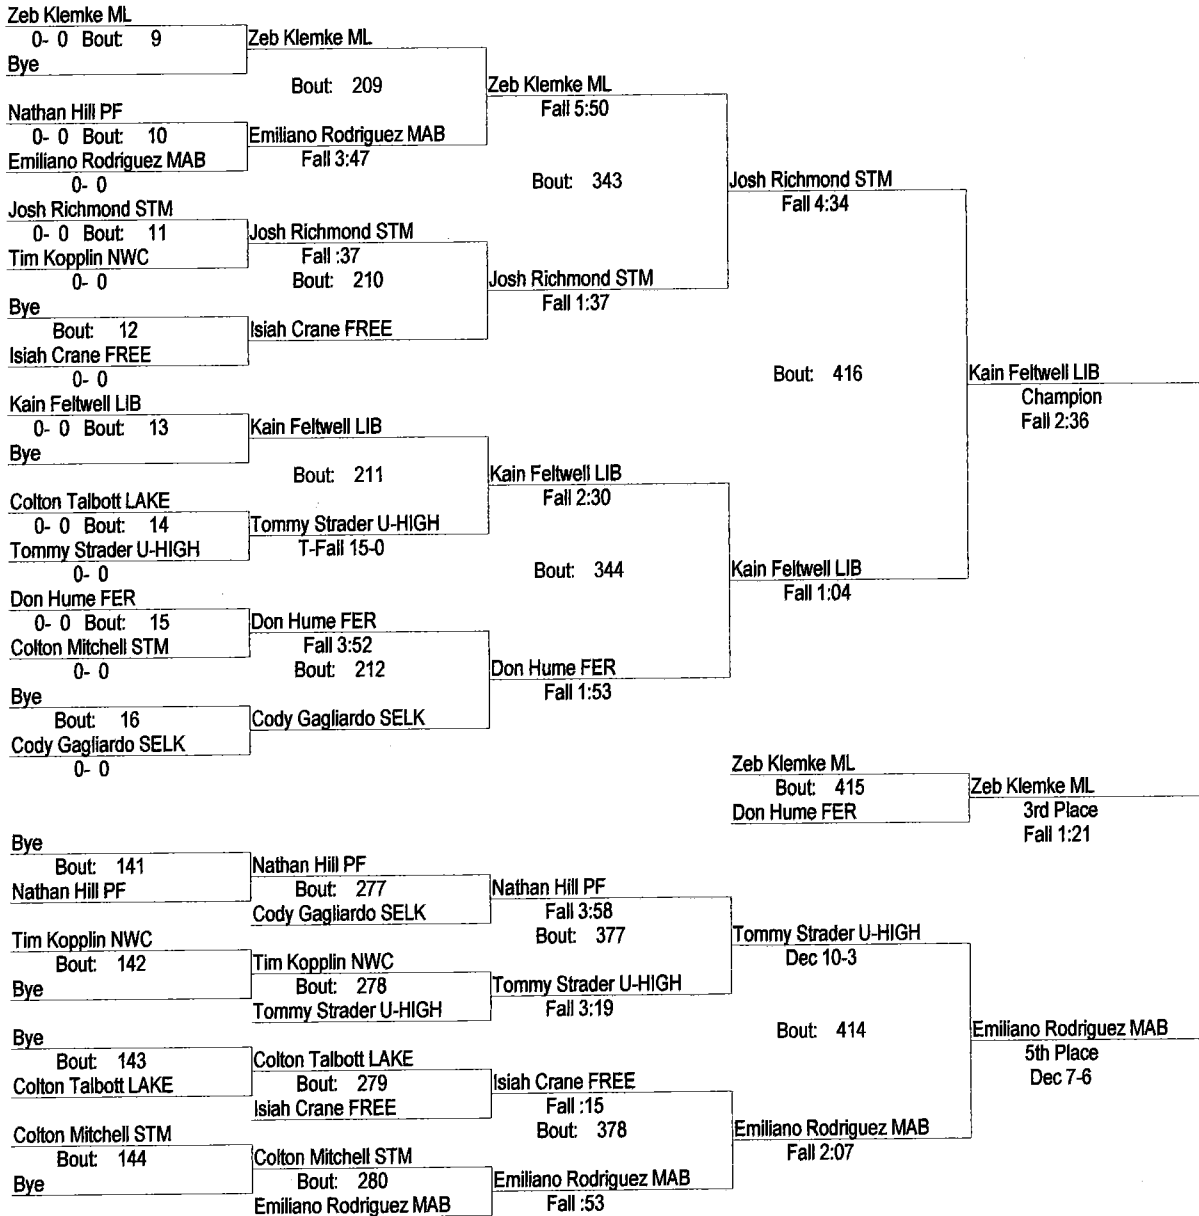 Zeb Klemke ML
0- 0 Bout: 9
Bye
Nathan Hill PF
0- 0 Bout: 10
Emiliano Rodriguez MAB
0- 0
Josh Richmond STM
0- 0 Bout: 11
Tim Kopplin NWC
0- 0
Bye
Bout: 12
Isiah Crane FREE
0- 0
Kain Feltwell LIB
0- 0 Bout: 13
Bye
Colton Talbott LAKE
0- 0 Bout: 14
Tommy Strader U-HIGH
0- 0
Don Hume FER
0- 0 Bout: 15
Colton Mitchell STM
0- 0
Bye
Bout: 16
Cody Gagliardo SELK
0- 0
Zeb Klemke ML
Bout: 209
Emiliano Rodriguez MAB
Fall 3:47
Josh Richmond STM
Fall :37
Bout: 210
Isiah Crane FREE
Kain Feltwell LIB
Bout: 211
Tommy Strader U-HIGH
T-Fall 15-0
Don Hume FER
Fall 3:52
Bout: 212
Cody Gagliardo SELK
Zeb Klemke ML
Fall 5:50
Bout: 343
Josh Richmond STM
Fall 1:37
Kain Feltwell LIB
Fall 2:30
Bout: 344
Don Hume FER
Fall 1:53
Josh Richmond STM
Fall 4:34
Bout: 416
Kain Feltwell LIB
Fall 1:04
Kain Feltwell LIB
Champion
Fall 2:36
Zeb Klemke ML
Bout: 415
Don Hume FER
Zeb Klemke ML
3rd Place
Fall 1:21
Bye
Bout: 141
Nathan Hill PF
Tim Kopplin NWC
Bout: 142
Bye
Bye
Bout: 143
Colton Talbott LAKE
Colton Mitchell STM
Bout: 144
Bye
Nathan Hill PF
Bout: 277
Cody Gagliardo SELK
Tim Kopplin NWC
Bout: 278
Tommy Strader U-HIGH
Colton Talbott LAKE
Bout: 279
Isiah Crane FREE
Colton Mitchell STM
Bout: 280
Emiliano Rodriguez MAB
Nathan Hill PF
Fall 3:58
Bout: 377
Tommy Strader U-HIGH
Fall 3:19
Isiah Crane FREE
Fall :15
Bout: 378
Emiliano Rodriguez MAB
Fall :53
Tommy Strader U-HIGH
Dec 10-3
Bout: 414
Emiliano Rodriguez MAB
Fall 2:07
Emiliano Rodriguez MAB
5th Place
Dec 7-6